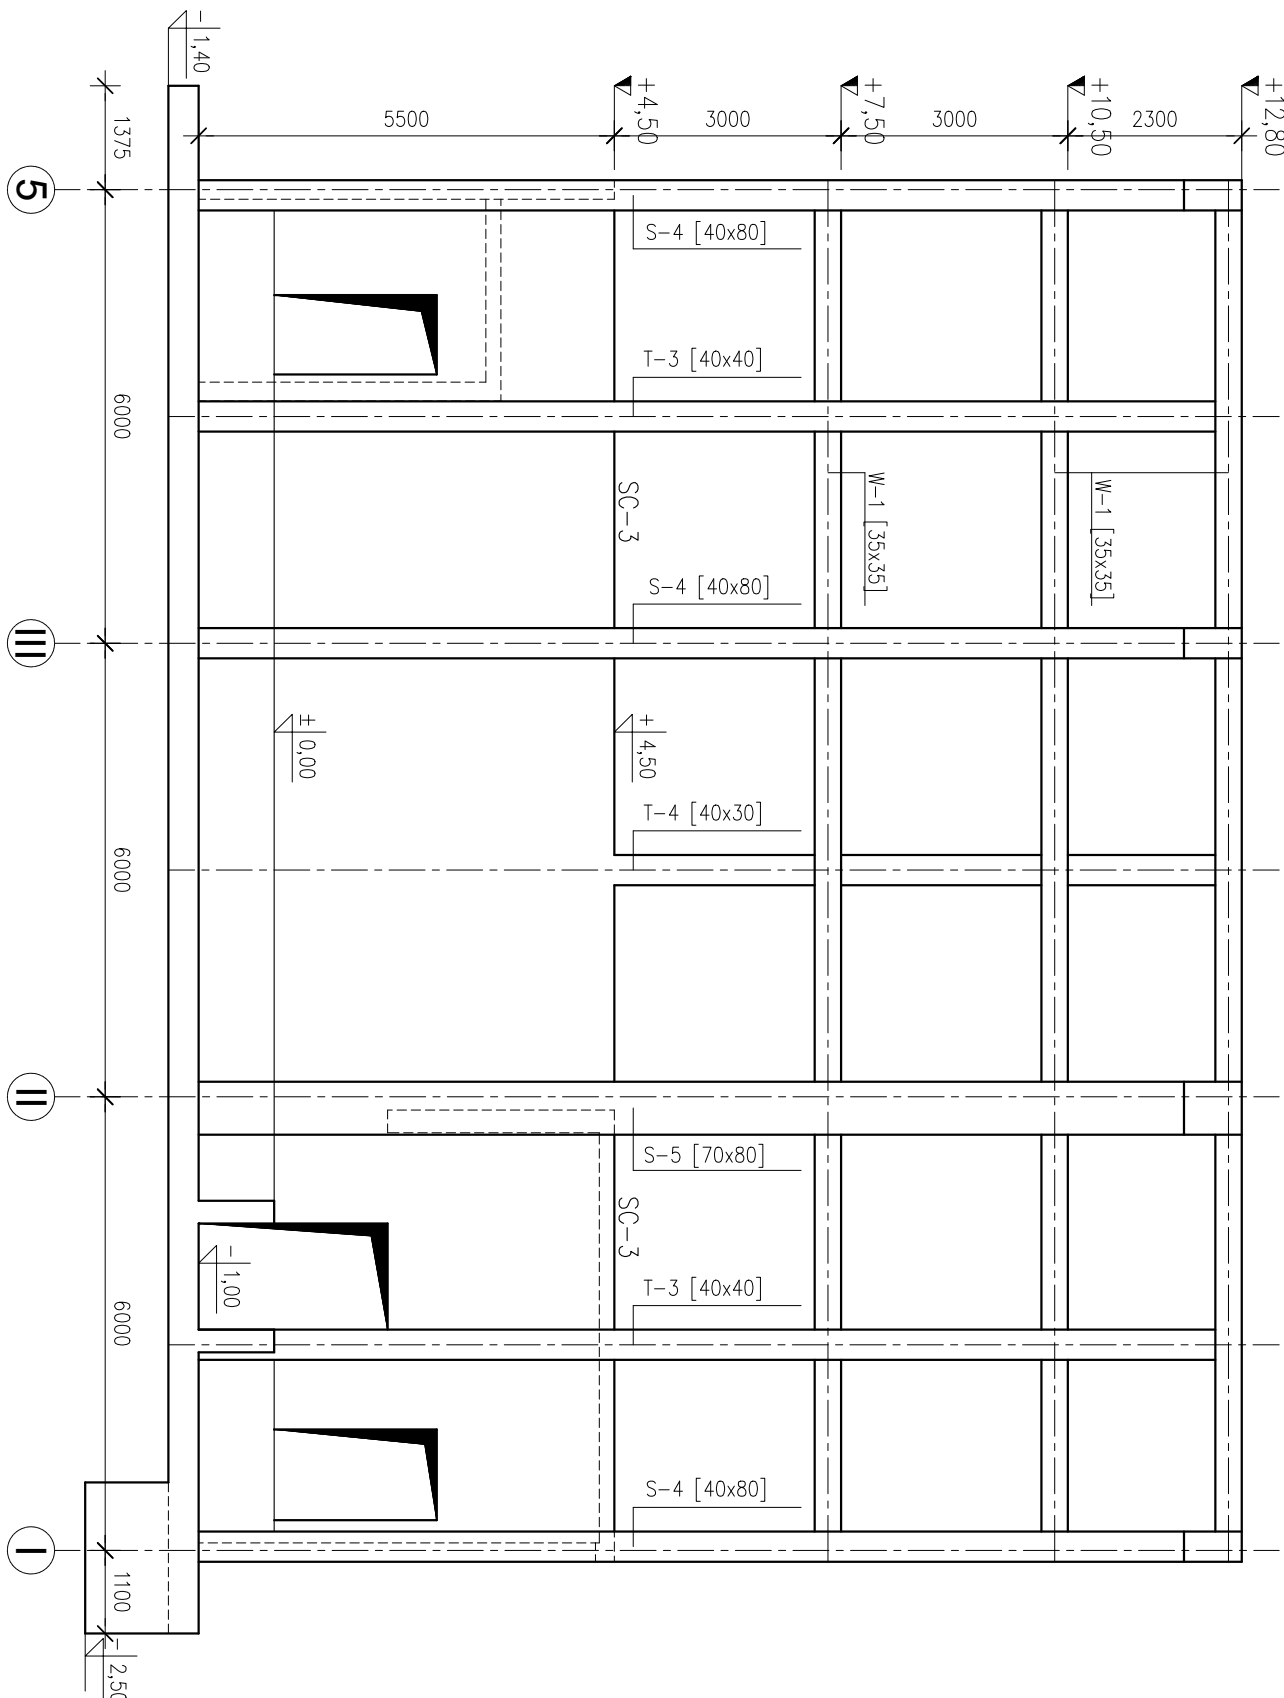 - 1,40
+4,50
+7,50
+10,50
+12,80
1375
5500
3000
3000
2300
5
S-4 [40x80]
T-3 [40x40]
6000
W-1 [35x35]
W-1 [35x35]
SC-3
S-4 [40x80]
III
± 0,00
+ 4,50
T-4 [40x30]
6000
II
S-5 [70x80]
SC-3
- 1,00
T-3 [40x40]
6000
S-4 [40x80]
I
1100
- 2,50